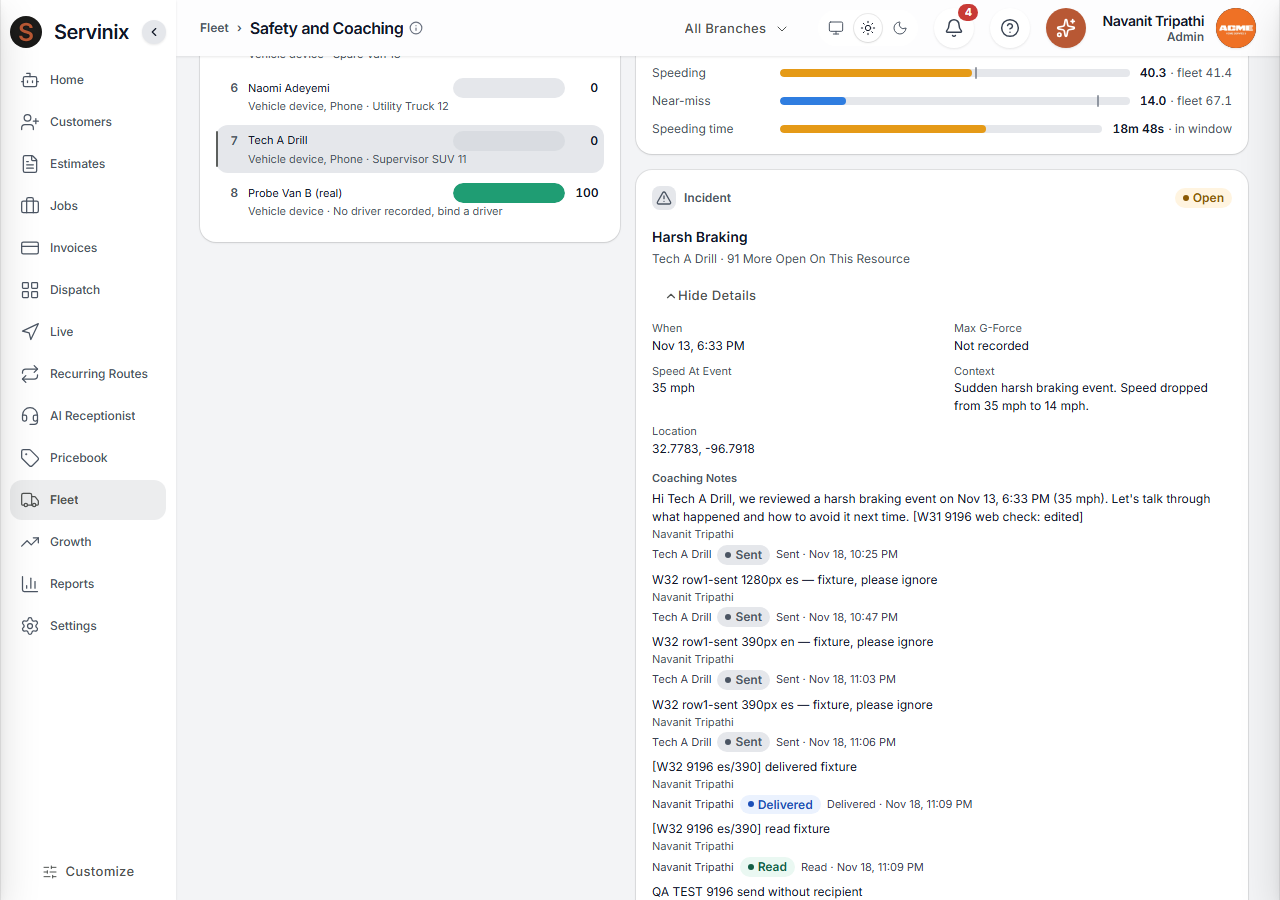 S Servinix
Home
Customers
Estimates
Jobs
Invoices
Dispatch
Live
Recurring Routes
AI Receptionist
Pricebook
Fleet
Growth
Reports
Settings
Customize
Fleet › Safety and Coaching
All Branches
4
Navanit Tripathi
Admin
ACME
6 Naomi Adeyemi 0
Vehicle device, Phone · Utility Truck 12
7 Tech A Drill 0
Vehicle device, Phone · Supervisor SUV 11
8 Probe Van B (real) 100
Vehicle device · No driver recorded, bind a driver
Speeding 40.3 · fleet 41.4
Near-miss 14.0 · fleet 67.1
Speeding time 18m 48s · in window
Incident Open
Harsh Braking
Tech A Drill · 91 More Open On This Resource
Hide Details
When
Nov 13, 6:33 PM
Max G-Force
Not recorded
Speed At Event
35 mph
Context
Sudden harsh braking event. Speed dropped
from 35 mph to 14 mph.
Location
32.7783, -96.7918
Coaching Notes
Hi Tech A Drill, we reviewed a harsh braking event on Nov 13, 6:33 PM (35 mph). Let's talk through
what happened and how to avoid it next time. [W31 9196 web check: edited]
Navanit Tripathi
Tech A Drill Sent Sent · Nov 18, 10:25 PM
W32 row1-sent 1280px es — fixture, please ignore
Navanit Tripathi
Tech A Drill Sent Sent · Nov 18, 10:47 PM
W32 row1-sent 390px en — fixture, please ignore
Navanit Tripathi
Tech A Drill Sent Sent · Nov 18, 11:03 PM
W32 row1-sent 390px es — fixture, please ignore
Navanit Tripathi
Tech A Drill Sent Sent · Nov 18, 11:06 PM
[W32 9196 es/390] delivered fixture
Navanit Tripathi
Navanit Tripathi Delivered Delivered · Nov 18, 11:09 PM
[W32 9196 es/390] read fixture
Navanit Tripathi
Navanit Tripathi Read Read · Nov 18, 11:09 PM
QA TEST 9196 send without recipient